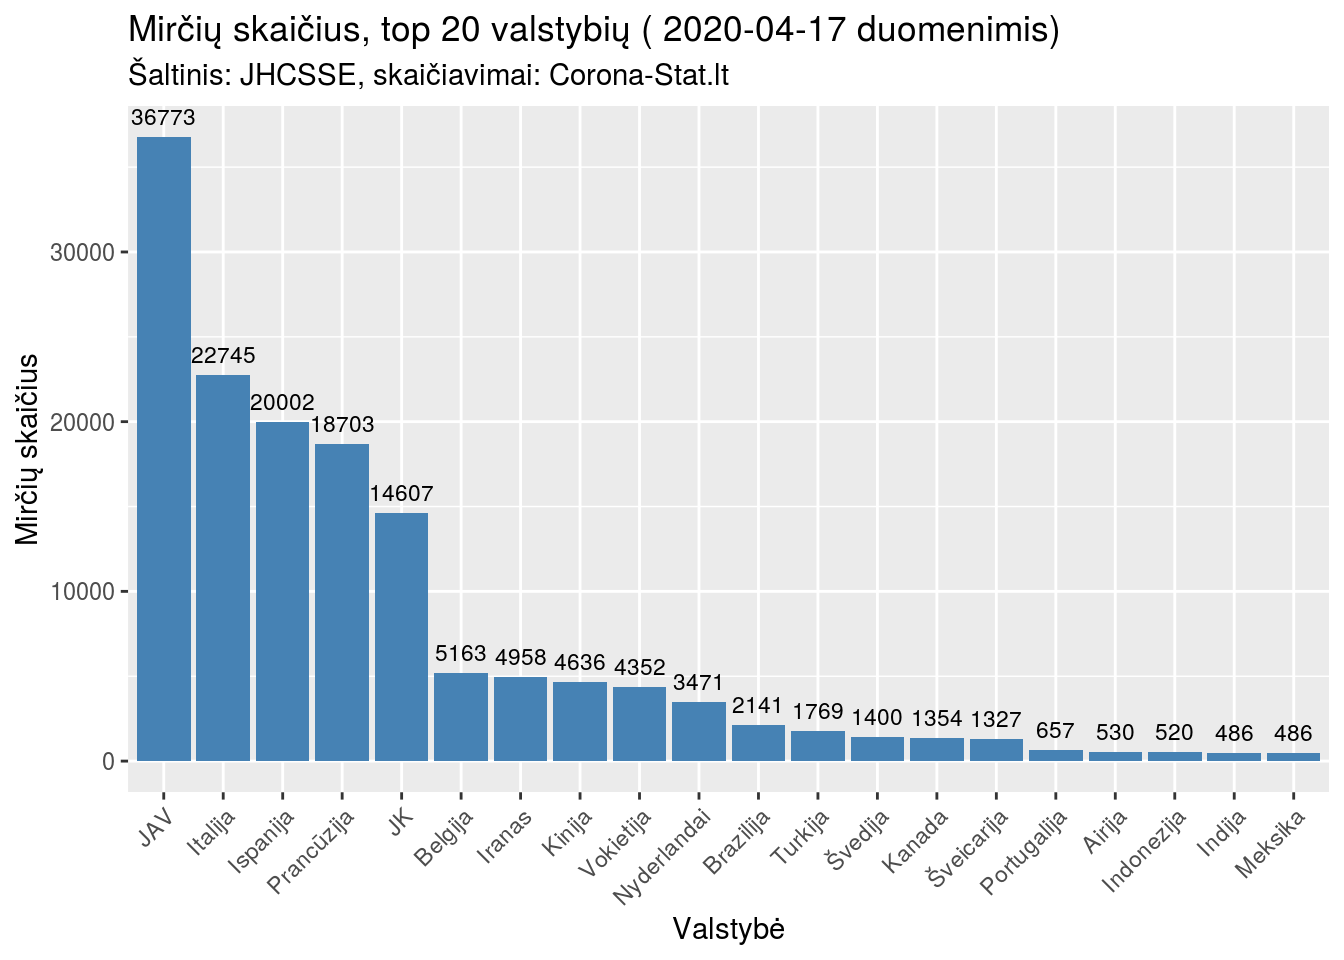 Mirčių skaičius, top 20 valstybių ( 2020-04-17 duomenimis)
Šaltinis: JHCSSE, skaičiavimai: Corona-Stat.lt
Mirčių skaičius
30000
20000
10000
0
36773
22745
20002
18703
14607
5163
4958
4636
4352
3471
2141
1769
1400
1354
1327
657
530
520
486
486
JAV
Italija
Ispanija
Prancūzija
JK
Belgija
Iranas
Kinija
Vokietija
Nyderlandai
Brazilija
Turkija
Švedija
Kanada
Šveicarija
Portugalija
Airija
Indonezija
Indija
Meksika
Valstybė